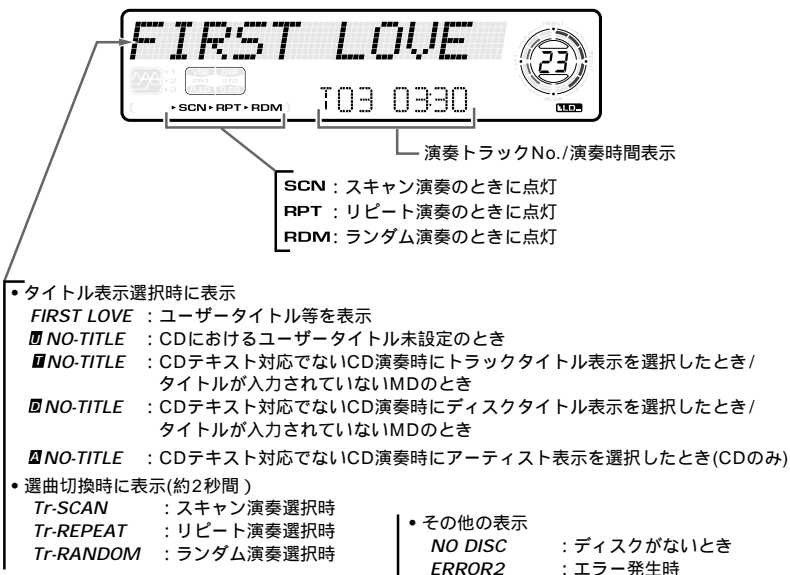 FIRST LOVE
23
▸SCN▸RPT▸RDM
T03 03:30
演奏トラックNo./演奏時間表示
SCN：スキャン演奏のときに点灯
RPT：リピート演奏のときに点灯
RDM：ランダム演奏のときに点灯
•タイトル表示選択時に表示
FIRST LOVE：ユーザータイトル等を表示
U NO-TITLE：CDにおけるユーザータイトル未設定のとき
T NO-TITLE：CDテキスト対応でないCD演奏時にトラックタイトル表示を選択したとき/
タイトルが入力されていないMDのとき
D NO-TITLE：CDテキスト対応でないCD演奏時にディスクタイトル表示を選択したとき/
タイトルが入力されていないMDのとき
A NO-TITLE：CDテキスト対応でないCD演奏時にアーティスト表示を選択したとき(CDのみ)
•選曲切換時に表示(約2秒間)
Tr-SCAN：スキャン演奏選択時
Tr-REPEAT：リピート演奏選択時
Tr-RANDOM：ランダム演奏選択時
•その他の表示
NO DISC：ディスクがないとき
ERROR2：エラー発生時